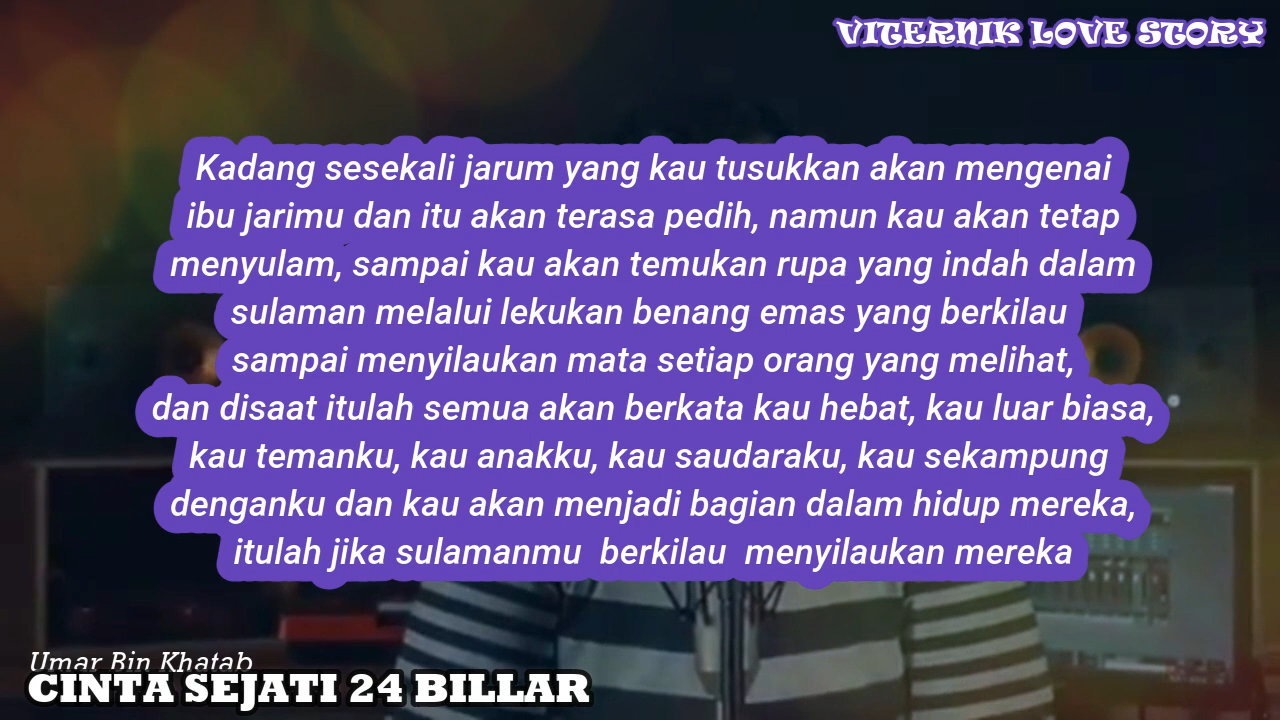 VITERNIK LOVE STORY
Kadang sesekali jarum yang kau tusukkan akan mengenai
ibu jarimu dan itu akan terasa pedih, namun kau akan tetap
menyulam, sampai kau akan temukan rupa yang indah dalam
sulaman melalui lekukan benang emas yang berkilau
sampai menyilaukan mata setiap orang yang melihat,
dan disaat itulah semua akan berkata kau hebat, kau luar biasa,
kau temanku, kau anakku, kau saudaraku, kau sekampung
denganku dan kau akan menjadi bagian dalam hidup mereka,
itulah jika sulamanmu  berkilau  menyilaukan mereka
Umar Bin Khatab
CINTA SEJATI 24 BILLAR